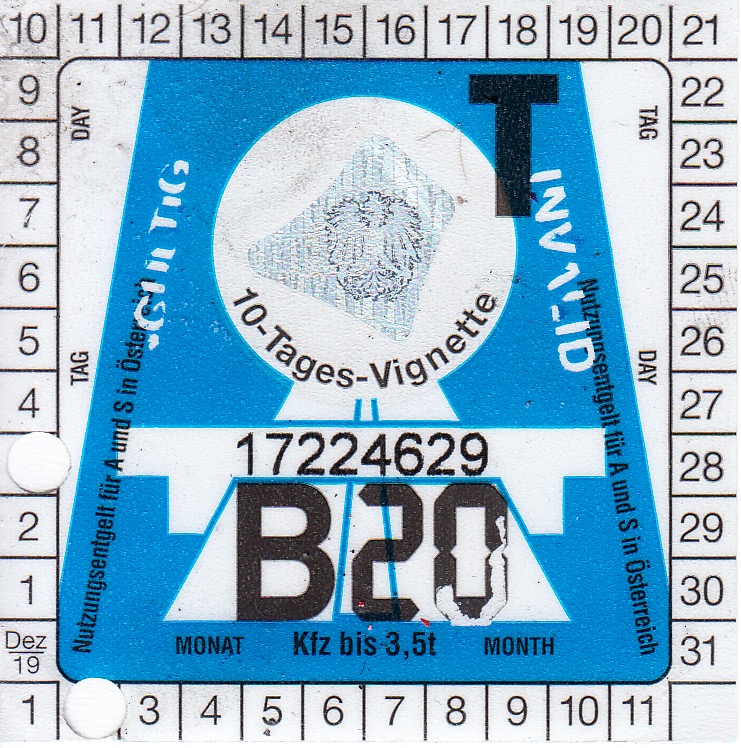 10 11 12 13 14 15 16 17 18 19 20 21
9 22
8 23
7 24
6 25
5 26
4 27
28
2 29
1 30
Dez
19
31
1 3 4 5 6 7 8 9 10 11
DAY
TAG
T
INVALID
10-Tages-Vignette
TAG
DAY
Nutzungsentgelt für A und S in Österreich
Nutzungsentgelt für A und S in Österreich
17224629
B20
MONAT Kfz bis 3,5t MONTH